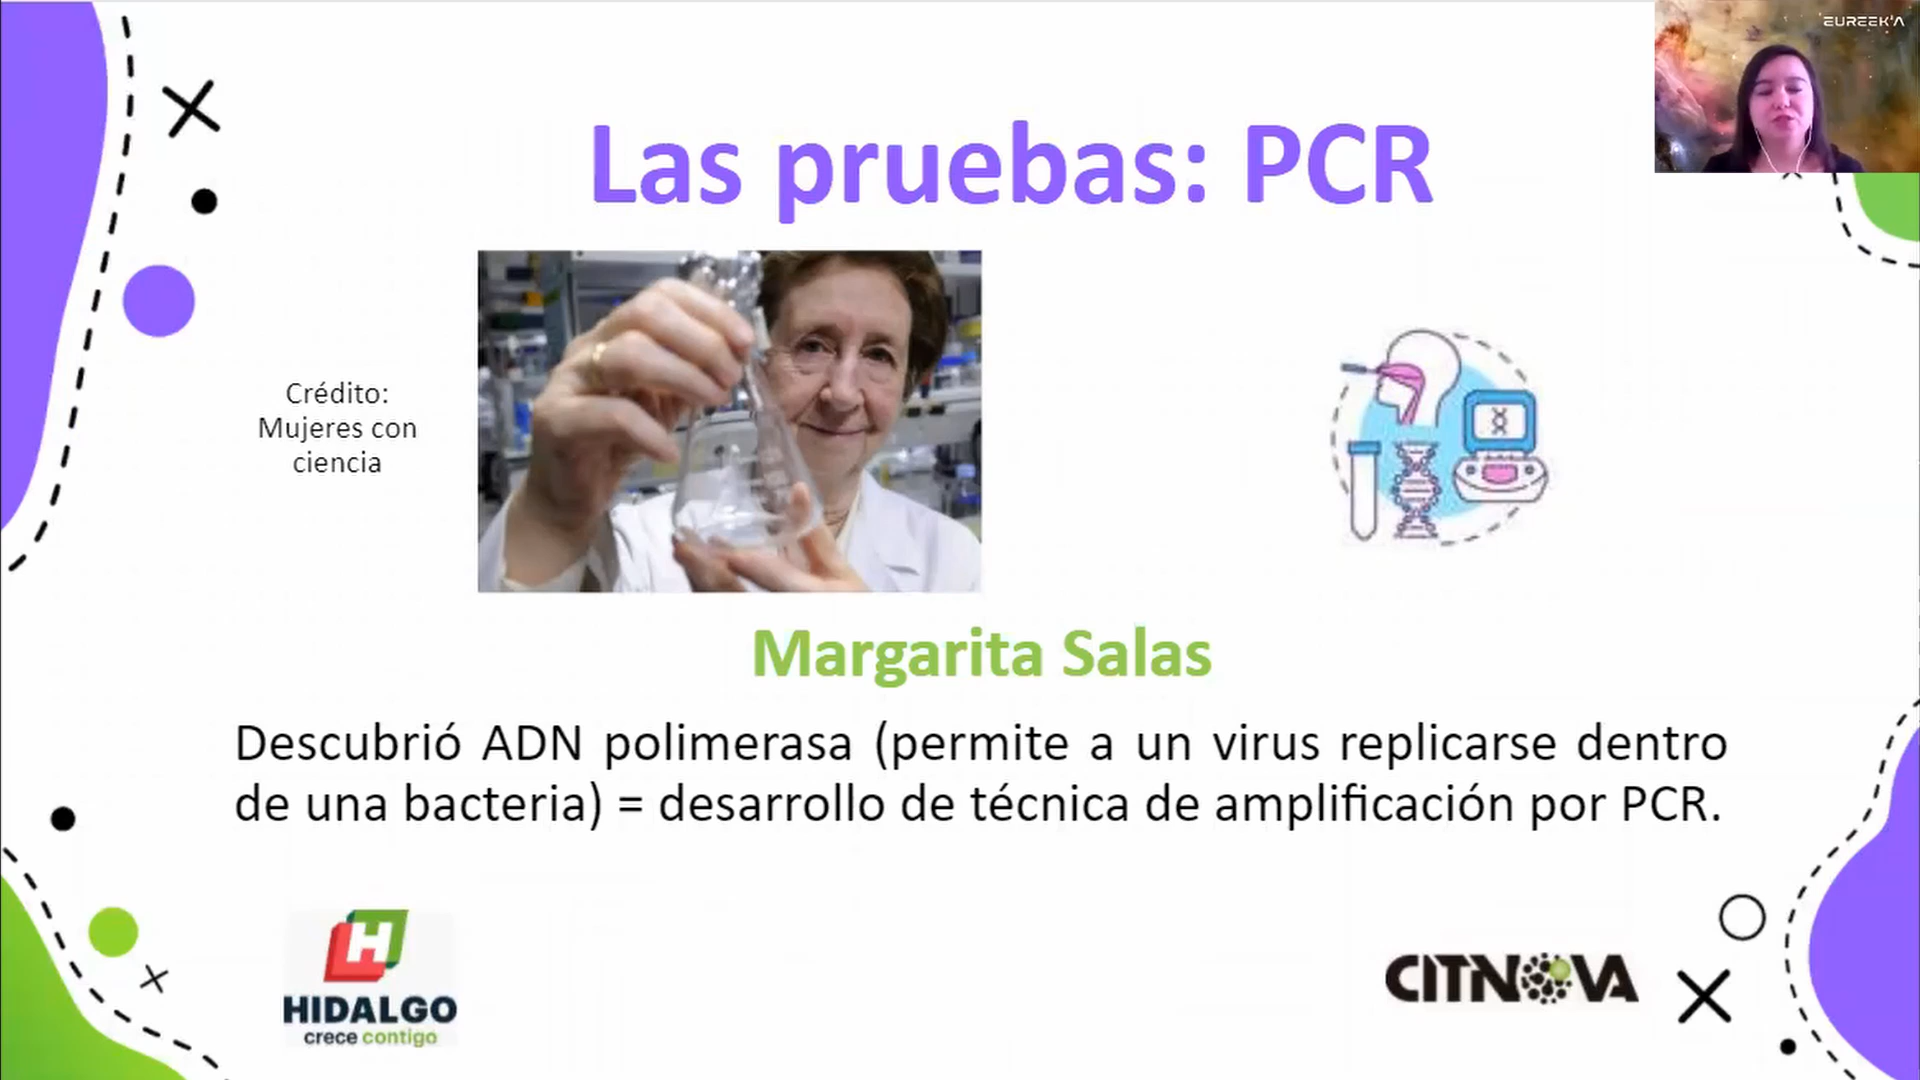 EUREEK'A
Las pruebas: PCR
Crédito:
Mujeres con
ciencia
Margarita Salas
Descubrió ADN polimerasa (permite a un virus replicarse dentro
de una bacteria) = desarrollo de técnica de amplificación por PCR.
H
HIDALGO
crece contigo
CITNOVA